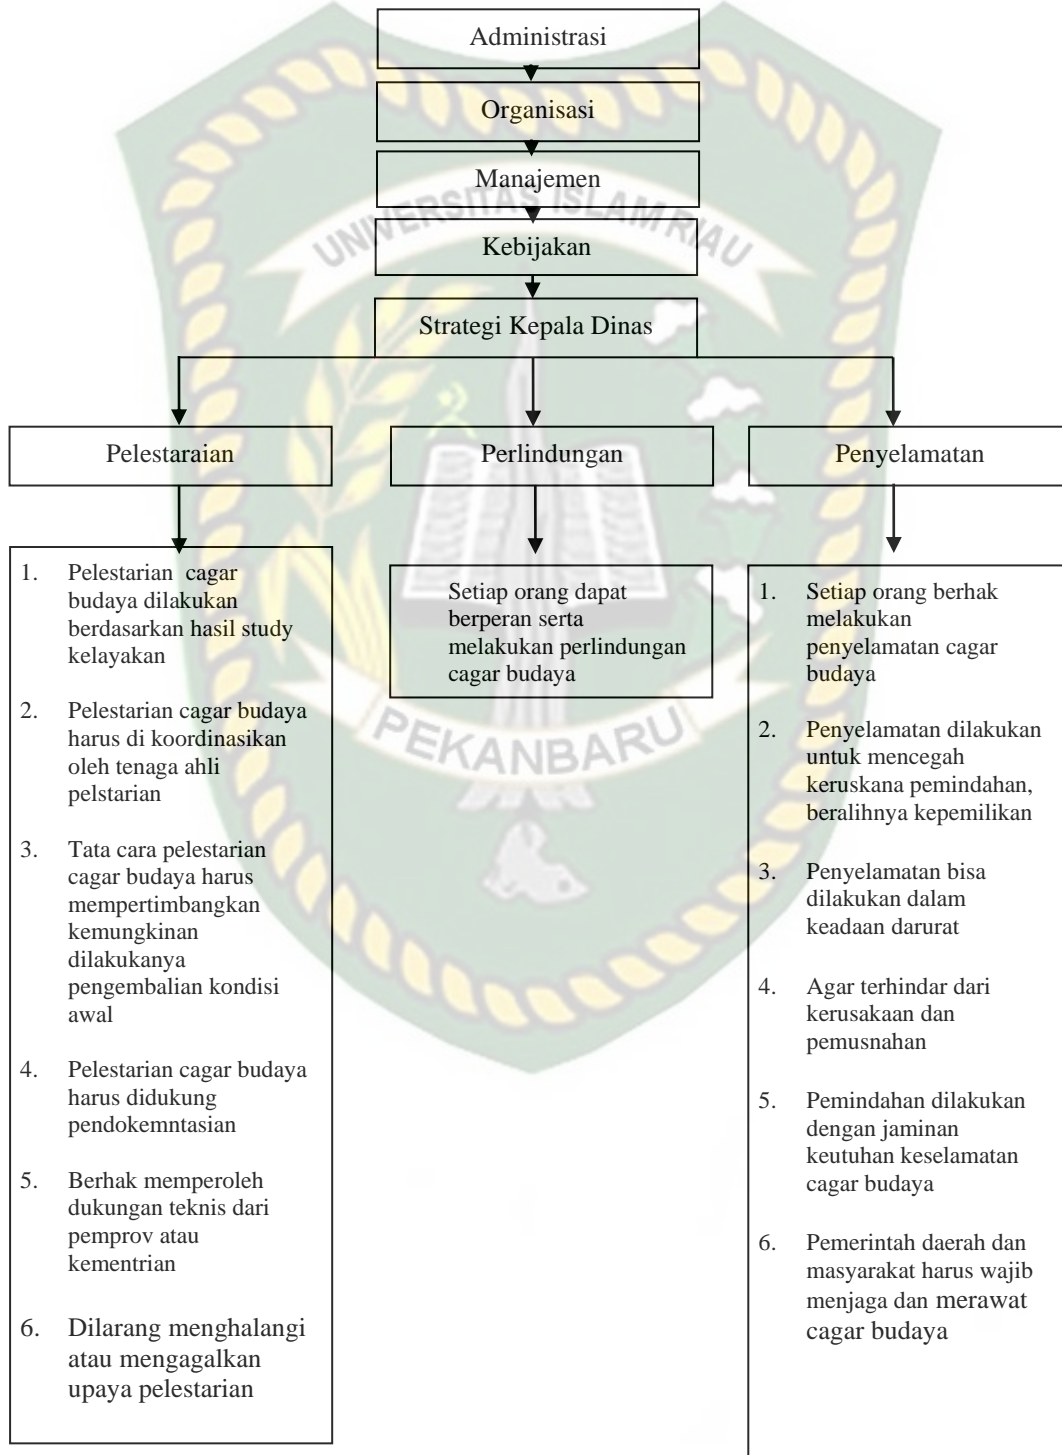 Administrasi
Organisasi
Manajemen
UNIVERSITAS ISLAM RIAU
Kebijakan
Strategi Kepala Dinas
Pelestaraian
Perlindungan
Penyelamatan
1. Pelestarian cagar
budaya dilakukan
berdasarkan hasil study
kelayakan
2. Pelestarian cagar budaya
harus di koordinasikan
oleh tenaga ahli
pelstarian
3. Tata cara pelestarian
cagar budaya harus
mempertimbangkan
kemungkinan
dilakukanya
pengembalian kondisi
awal
4. Pelestarian cagar budaya
harus didukung
pendokemntasian
5. Berhak memperoleh
dukungan teknis dari
pemprov atau
kementrian
6. Dilarang menghalangi
atau mengagalkan
upaya pelestarian
Setiap orang dapat
berperan serta
melakukan perlindungan
cagar budaya
PEKANBARU
1. Setiap orang berhak
melakukan
penyelamatan cagar
budaya
2. Penyelamatan dilakukan
untuk mencegah
keruskana pemindahan,
beralihnya kepemilikan
3. Penyelamatan bisa
dilakukan dalam
keadaan darurat
4. Agar terhindar dari
kerusakaan dan
pemusnahan
5. Pemindahan dilakukan
dengan jaminan
keutuhan keselamatan
cagar budaya
6. Pemerintah daerah dan
masyarakat harus wajib
menjaga dan merawat
cagar budaya